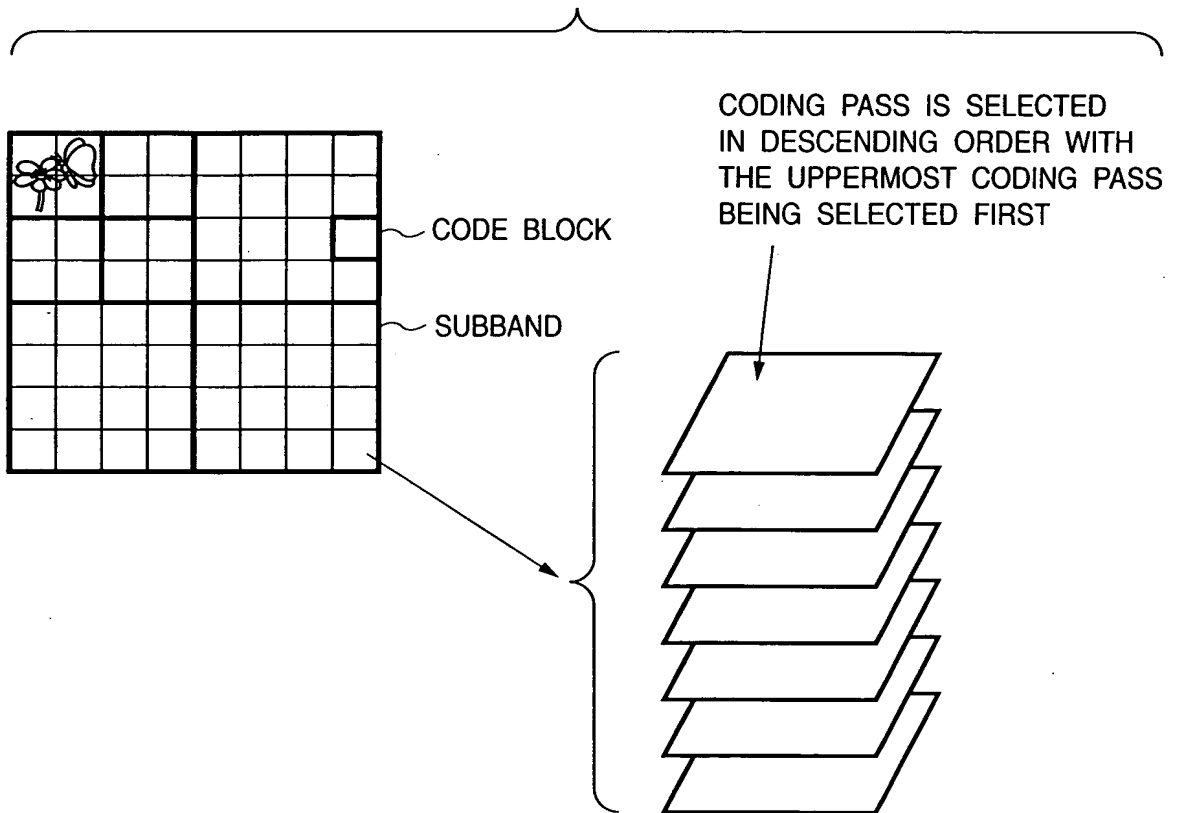 CODING PASS IS SELECTED
IN DESCENDING ORDER WITH
THE UPPERMOST CODING PASS
BEING SELECTED FIRST
CODE BLOCK
SUBBAND